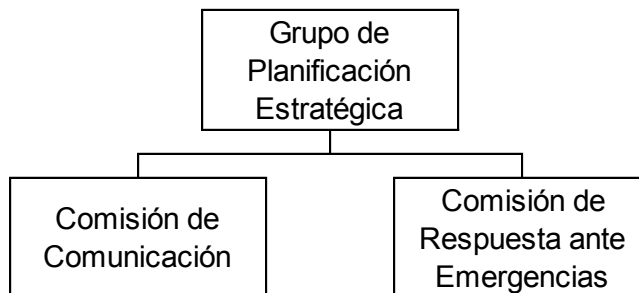 Grupo de
Planificación
Estratégica
Comisión de
Comunicación
Comisión de
Respuesta ante
Emergencias